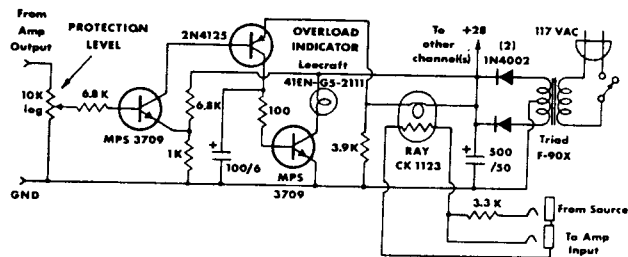 From
Amp
Output
PROTECTION
LEVEL
2N4125
OVERLOAD
INDICATOR
Leecraft
41EN-G5-2111
To
other
channel(s)
+28
(2)
1N4002
117 VAC
10K
log
6.8K
MPS 3709
6.8K
1K
100
100/6
MPS
3709
3.9K
RAY
CK 1123
500
/50
Triad
F-90X
GND
3.3 K
From Source
To Amp
Input